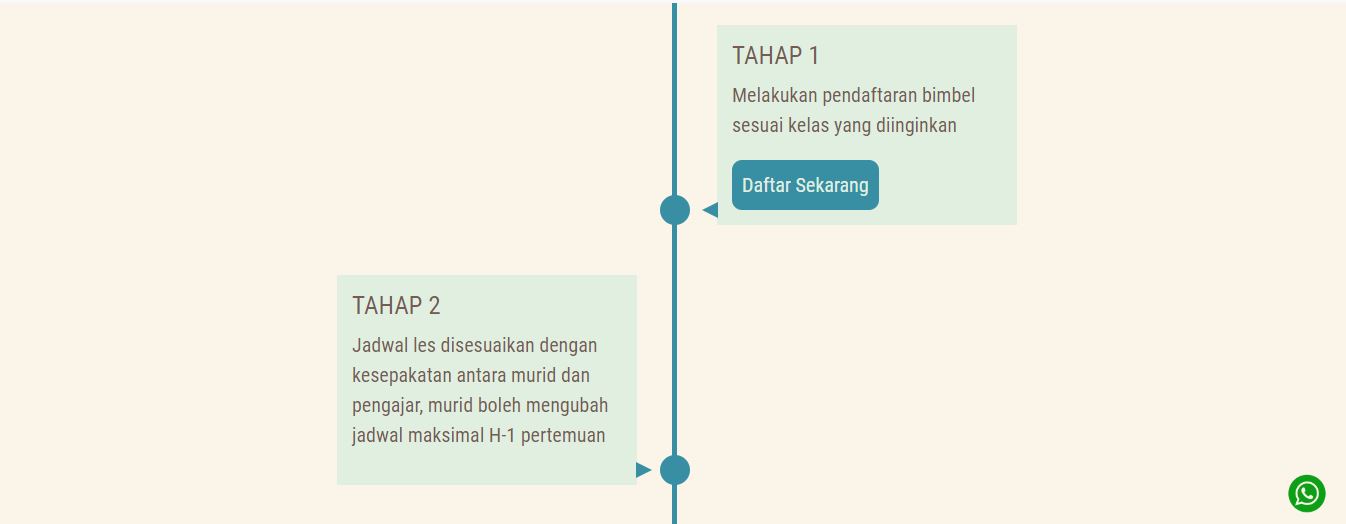 TAHAP 1
Melakukan pendaftaran bimbel
sesuai kelas yang diinginkan
Daftar Sekarang
TAHAP 2
Jadwal les disesuaikan dengan
kesepakatan antara murid dan
pengajar, murid boleh mengubah
jadwal maksimal H-1 pertemuan